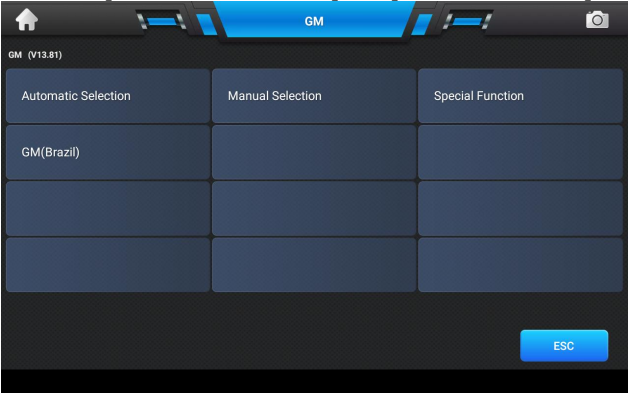 GM
GM (V13.81)
Automatic Selection
Manual Selection
Special Function
GM(Brazil)
ESC